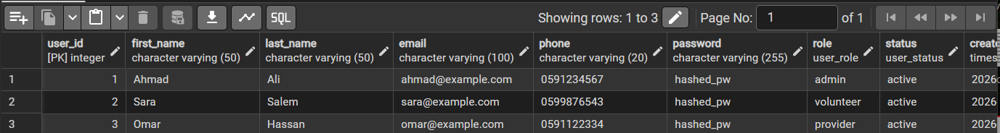 SQL Showing rows: 1 to 3 Page No: 1 of 1
user_id first_name last_name email phone password role status
[PK] integer character varying (50) character varying (50) character varying (100) character varying (20) character varying (255) user_role user_status
1 1 Ahmad Ali ahmad@example.com 0591234567 hashed_pw admin active 2026
2 2 Sara Salem sara@example.com 0599876543 hashed_pw volunteer active 2026
3 3 Omar Hassan omar@example.com 0591122334 hashed_pw provider active 2026